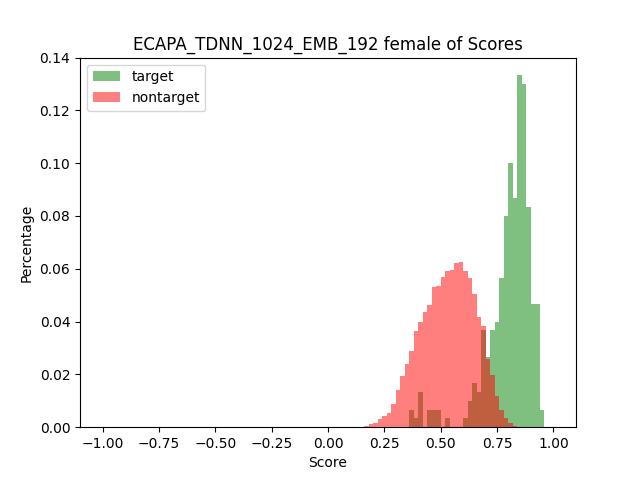 ECAPA_TDNN_1024_EMB_192 female of Scores
target
nontarget
Percentage
0.14
0.12
0.10
0.08
0.06
0.04
0.02
0.00
−1.00 −0.75 −0.50 −0.25 0.00 0.25 0.50 0.75 1.00
Score